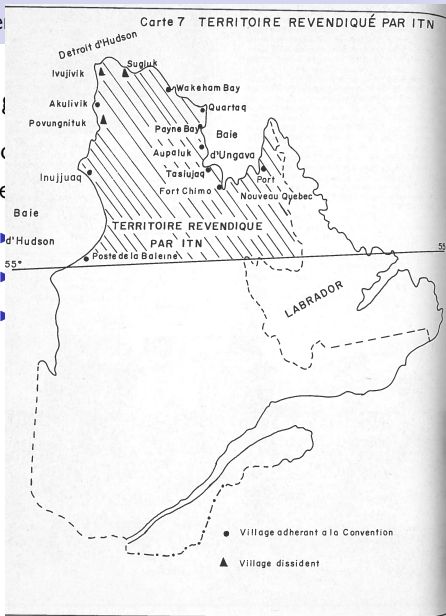 Carte 7 TERRITOIRE REVENDIQUÉ PAR ITN
Detroit d'Hudson
Ivujivik
Sugluk
Wakeham Bay
Akulivik
Quartaq
Povungnituk
Payne Bay
Baie
d'Ungava
Aupaluk
Tasiujaq
Inujjuaq
Fort Chimo
Port
Nouveau Quebec
Baie
d'Hudson
TERRITOIRE REVENDIQUE
PAR ITN
Poste de la Baleine
55°
55
LABRADOR
Village adherant a la Convention
Village dissident